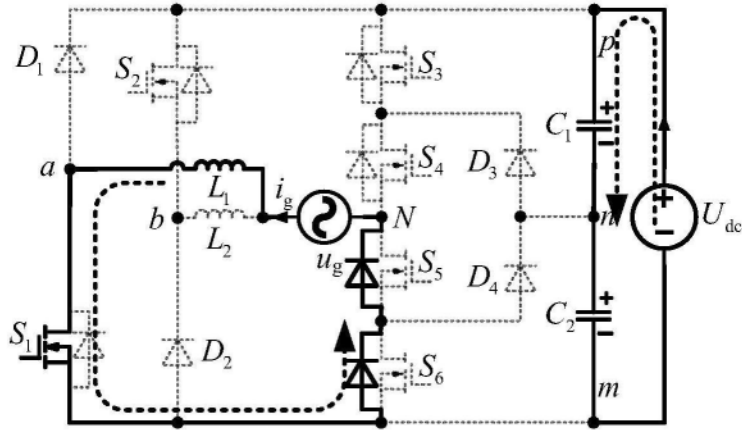 D1
S2
S3
p
C1
+
−
a
L1
S4
D3
ig
b
N
n
+
−
Udc
L2
ug
S5
D4
C2
+
−
S1
D2
S6
m